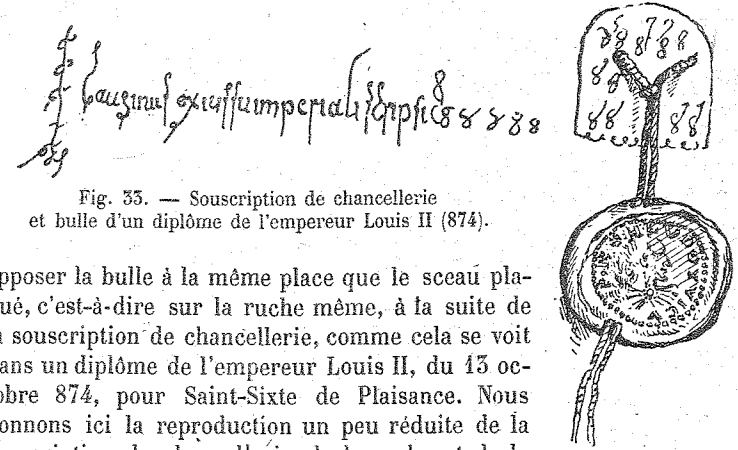 exiussu imperiali scripsi
Fig. 33. — Souscription de chancellerie
et bulle d'un diplôme de l'empereur Louis II (874).
pposer la bulle à la même place que le sceau pla-
ué, c'est-à-dire sur la ruche même, à la suite de
souscription de chancellerie, comme cela se voit
ans un diplôme de l'empereur Louis II, du 13 oc-
obre 874, pour Saint-Sixte de Plaisance. Nous
onnons ici la reproduction un peu réduite de la